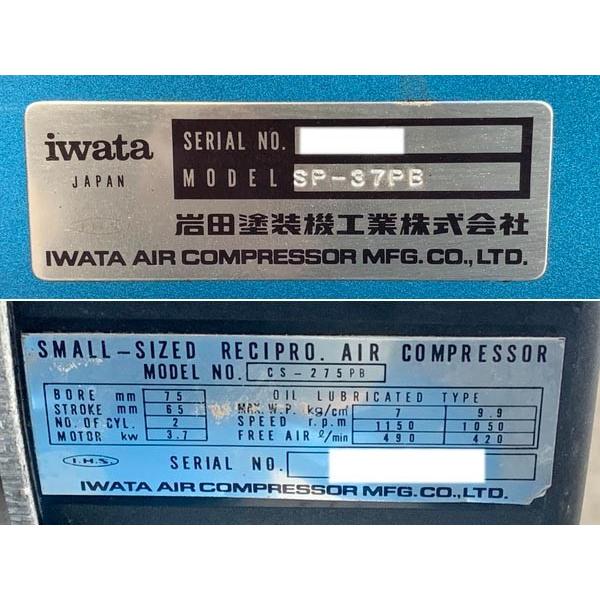 iwata
JAPAN
SERIAL NO.
MODEL SP-37PB
岩田塗装機工業株式会社
IWATA AIR COMPRESSOR MFG. CO., LTD.
SMALL-SIZED RECIPRO. AIR COMPRESSOR
MODEL NO. CS-275PB
BORE mm 75 OIL LUBRICATED TYPE
STROKE mm 65 MAX. W.P. kg/cm² 7 9.9
NO. OF CYL. 2 SPEED r.p.m 1150 1050
MOTOR kw 3.7 FREE AIR ℓ/min 490 420
I.H.S. SERIAL NO.
IWATA AIR COMPRESSOR MFG. CO., LTD.